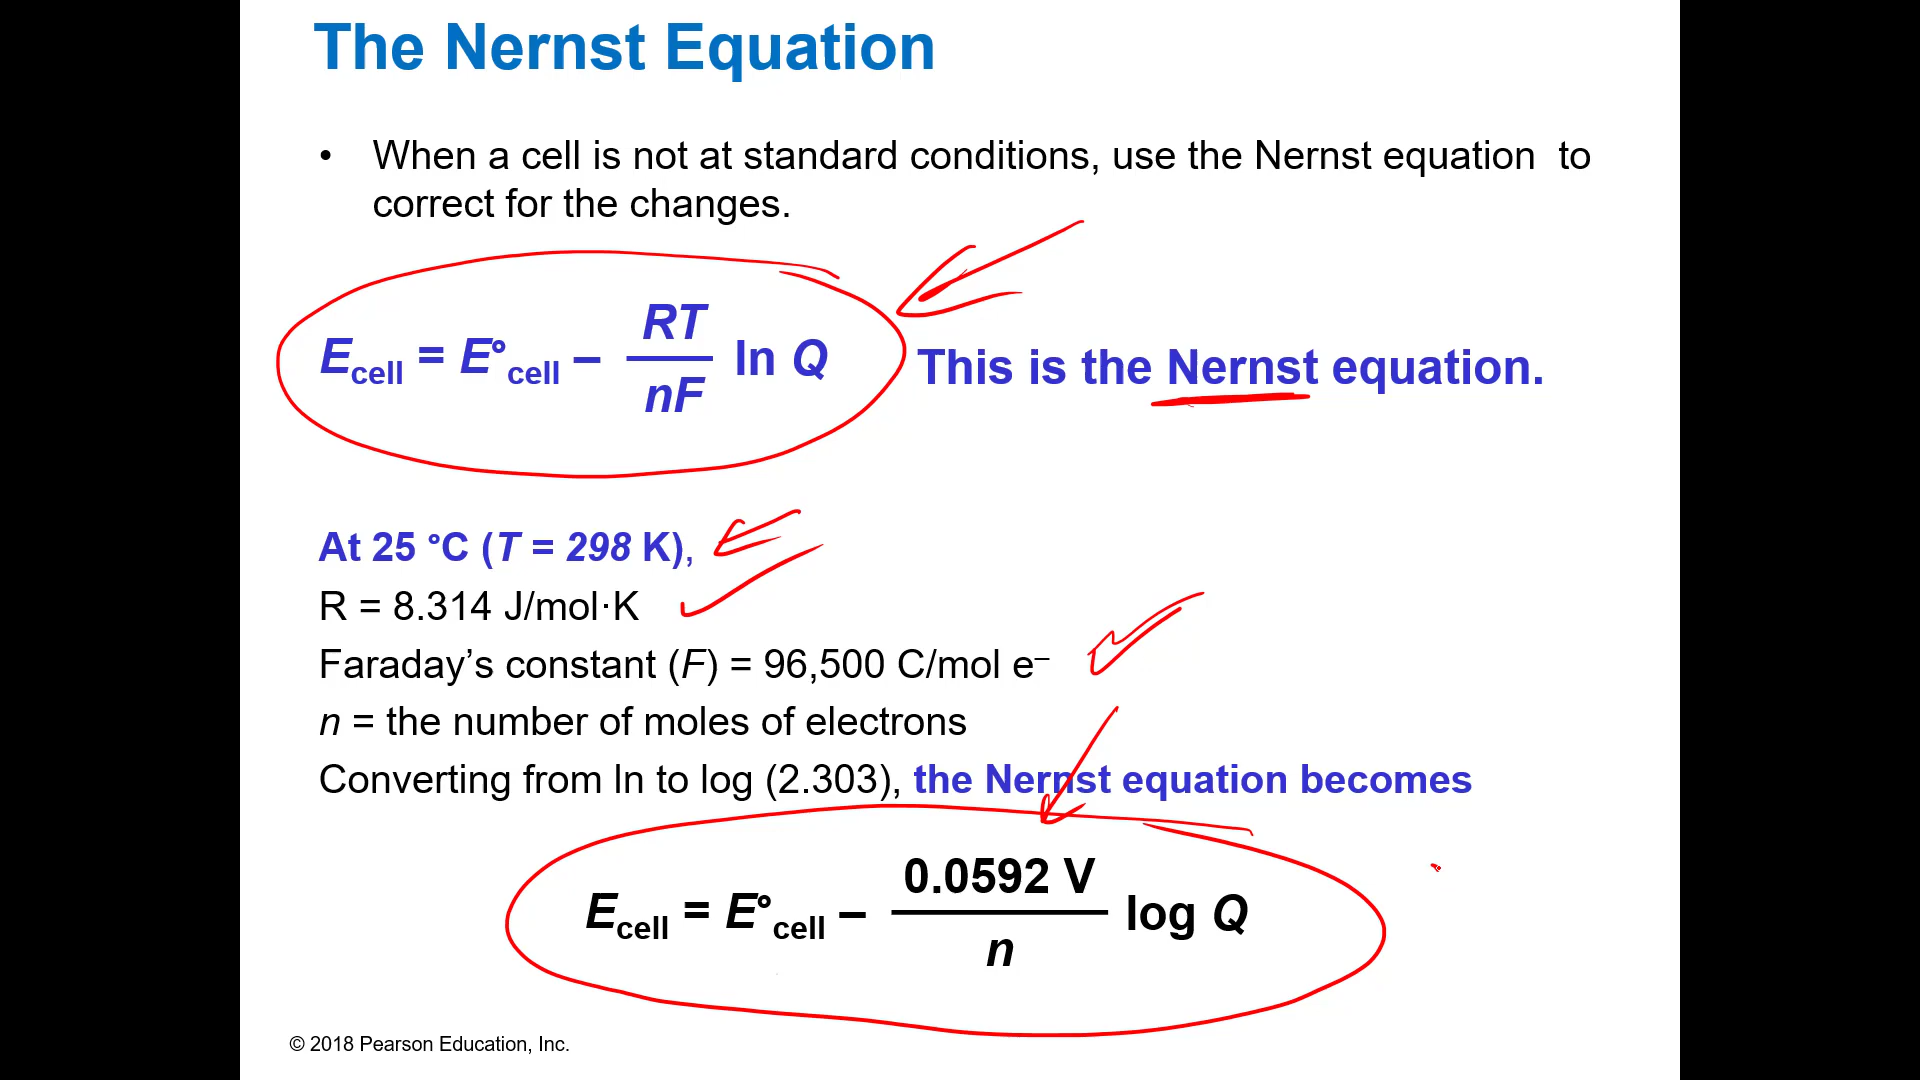 The Nernst Equation
• When a cell is not at standard conditions, use the Nernst equation to
correct for the changes.
Ecell = E°cell – RT/nF ln Q
This is the Nernst equation.
At 25 °C (T = 298 K),
R = 8.314 J/mol·K
Faraday’s constant (F) = 96,500 C/mol e–
n = the number of moles of electrons
Converting from ln to log (2.303), the Nernst equation becomes
Ecell = E°cell – 0.0592 V/n log Q
© 2018 Pearson Education, Inc.